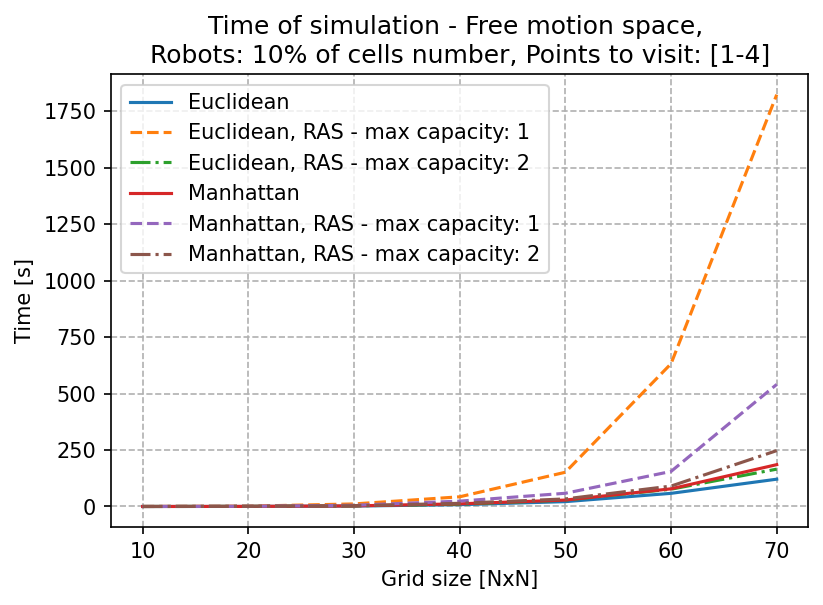 Time of simulation - Free motion space,
Robots: 10% of cells number, Points to visit: [1-4]
Euclidean
Euclidean, RAS - max capacity: 1
Euclidean, RAS - max capacity: 2
Manhattan
Manhattan, RAS - max capacity: 1
Manhattan, RAS - max capacity: 2
Time [s]
1750
1500
1250
1000
750
500
250
0
10 20 30 40 50 60 70
Grid size [NxN]